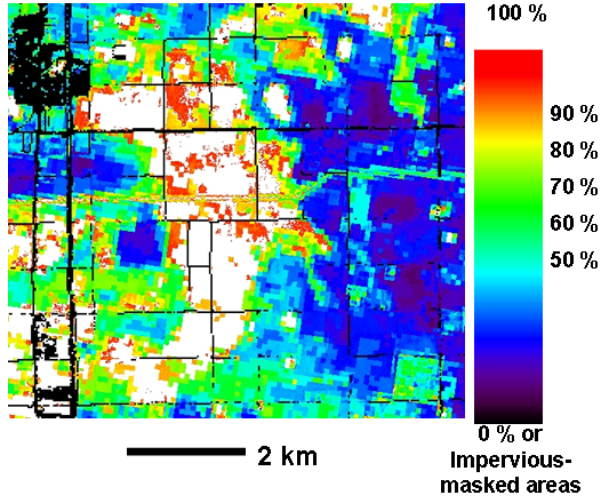 100 %
90 %
80 %
70 %
60 %
50 %
0 % or
Impervious-
masked areas
2 km